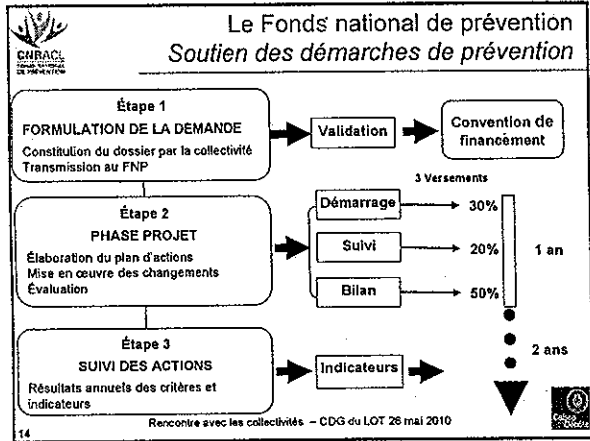 Le Fonds national de prévention
Soutien des démarches de prévention
CNRACL
FONDS NATIONAL
DE PRÉVENTION
Étape 1
FORMULATION DE LA DEMANDE
Constitution du dossier par la collectivité
Transmission au FNP
Validation
Convention de
financement
3 Versements
Étape 2
PHASE PROJET
Élaboration du plan d'actions
Mise en œuvre des changements
Évaluation
Démarrage
30%
Suivi
20%
Bilan
50%
1 an
2 ans
Étape 3
SUIVI DES ACTIONS
Résultats annuels des critères et
indicateurs
Indicateurs
Rencontre avec les collectivités – CDG du LOT 26 mai 2010
14